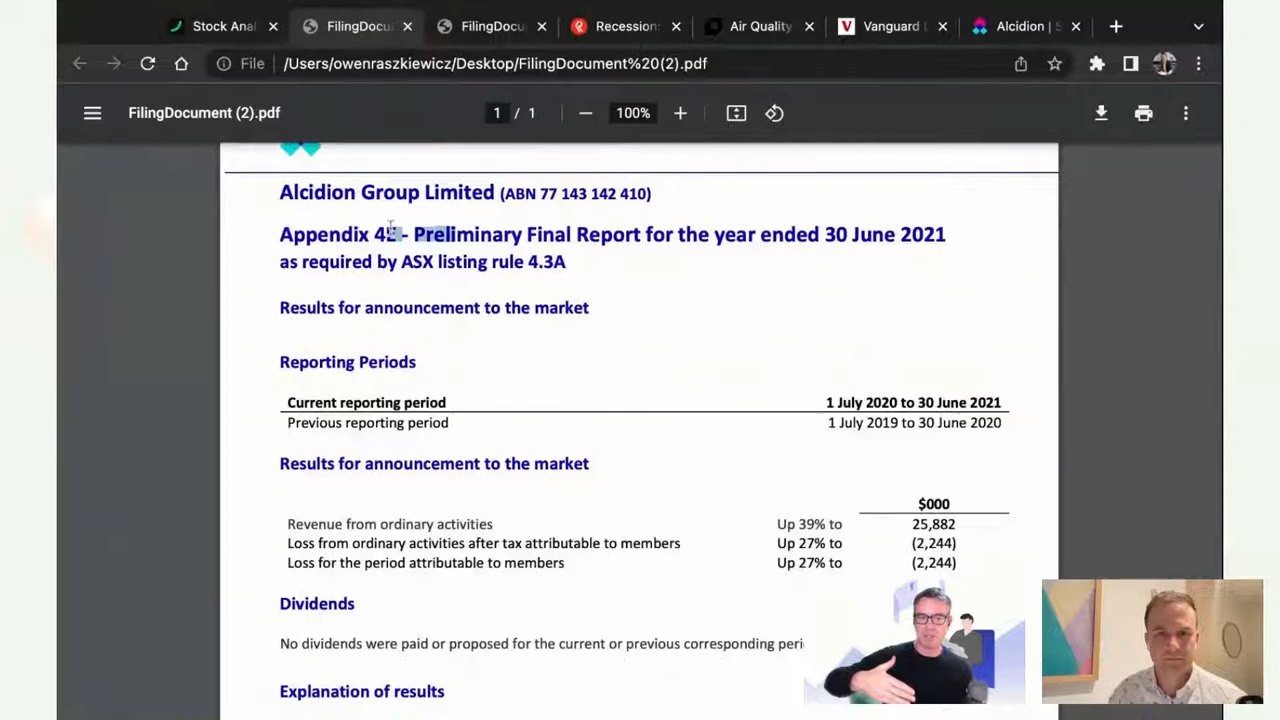 Stock Anal
FilingDocu
FilingDocu
Recession:
Air Quality
Vanguard
Alcidion | S
File
/Users/owenraszkiewicz/Desktop/FilingDocument%20(2).pdf
FilingDocument (2).pdf
1 / 1
100%
Alcidion Group Limited (ABN 77 143 142 410)
Appendix 4E - Preliminary Final Report for the year ended 30 June 2021
as required by ASX listing rule 4.3A
Results for announcement to the market
Reporting Periods
Current reporting period 1 July 2020 to 30 June 2021
Previous reporting period 1 July 2019 to 30 June 2020
Results for announcement to the market
$000
Revenue from ordinary activities Up 39% to 25,882
Loss from ordinary activities after tax attributable to members Up 27% to (2,244)
Loss for the period attributable to members Up 27% to (2,244)
Dividends
No dividends were paid or proposed for the current or previous corresponding peri
Explanation of results